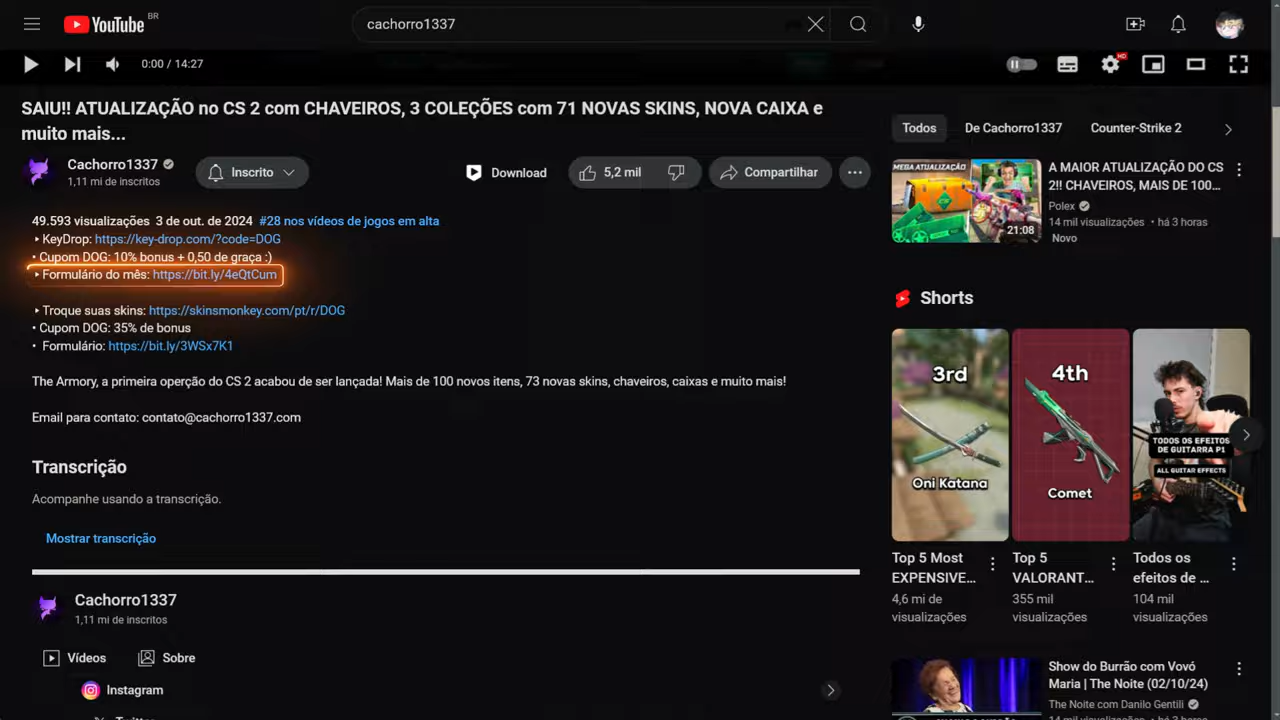 YouTube BR
cachorro1337
0:00 / 14:27
HD
SAIU!! ATUALIZAÇÃO no CS 2 com CHAVEIROS, 3 COLEÇÕES com 71 NOVAS SKINS, NOVA CAIXA e
muito mais...
Cachorro1337
1,11 mi de inscritos
Inscrito
Download
5,2 mil
Compartilhar
49.593 visualizações 3 de out. de 2024 #28 nos vídeos de jogos em alta
‣ KeyDrop: https://key-drop.com/?code=DOG
• Cupom DOG: 10% bonus + 0,50 de graça :)
‣ Formulário do mês: https://bit.ly/4eQtCum
‣ Troque suas skins: https://skinsmonkey.com/pt/r/DOG
• Cupom DOG: 35% de bonus
• Formulário: https://bit.ly/3WSx7K1
The Armory, a primeira operção do CS 2 acabou de ser lançada! Mais de 100 novos itens, 73 novas skins, chaveiros, caixas e muito mais!
Email para contato: contato@cachorro1337.com
Transcrição
Acompanhe usando a transcrição.
Mostrar transcrição
Cachorro1337
1,11 mi de inscritos
Vídeos
Sobre
Instagram
Twitter
Todos
De Cachorro1337
Counter-Strike 2
MEGA ATUALIZAÇÃO
21:08
A MAIOR ATUALIZAÇÃO DO CS
2!! CHAVEIROS, MAIS DE 100...
Polex
14 mil visualizações • há 3 horas
Novo
Shorts
3rd
Oni Katana
4th
Comet
TODOS OS EFEITOS
DE GUITARRA P1
ALL GUITAR EFFECTS
Top 5 Most
EXPENSIVE...
4,6 mi de
visualizações
Top 5
VALORANT...
355 mil
visualizações
Todos os
efeitos de ...
104 mil
visualizações
Show do Burrão com Vovó
Maria | The Noite (02/10/24)
The Noite com Danilo Gentili